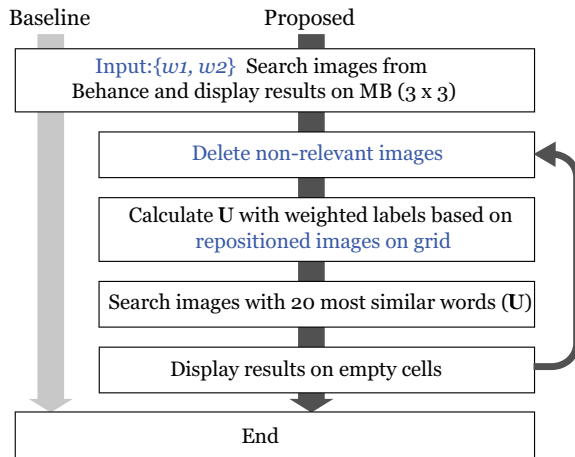 Baseline Proposed
Input:{w1, w2} Search images from
Behance and display results on MB (3 x 3)
Delete non-relevant images
Calculate U with weighted labels based on
repositioned images on grid
Search images with 20 most similar words (U)
Display results on empty cells
End